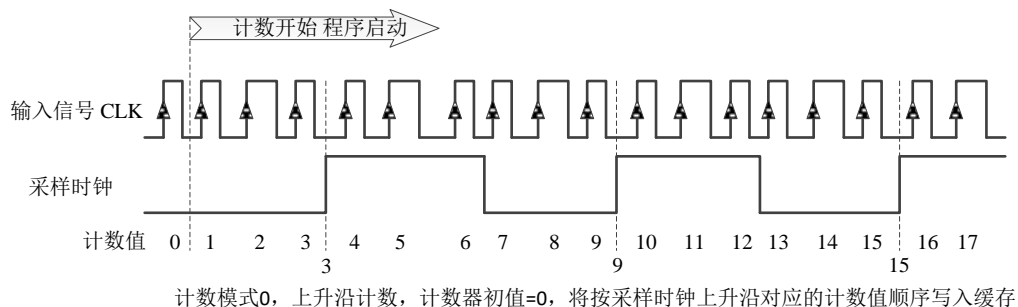 计数开始 程序启动
输入信号 CLK
采样时钟
计数值 0 1 2 3 4 5 6 7 8 9 10 11 12 13 14 15 16 17
3 9 15
计数模式0，上升沿计数，计数器初值=0，将按采样时钟上升沿对应的计数值顺序写入缓存